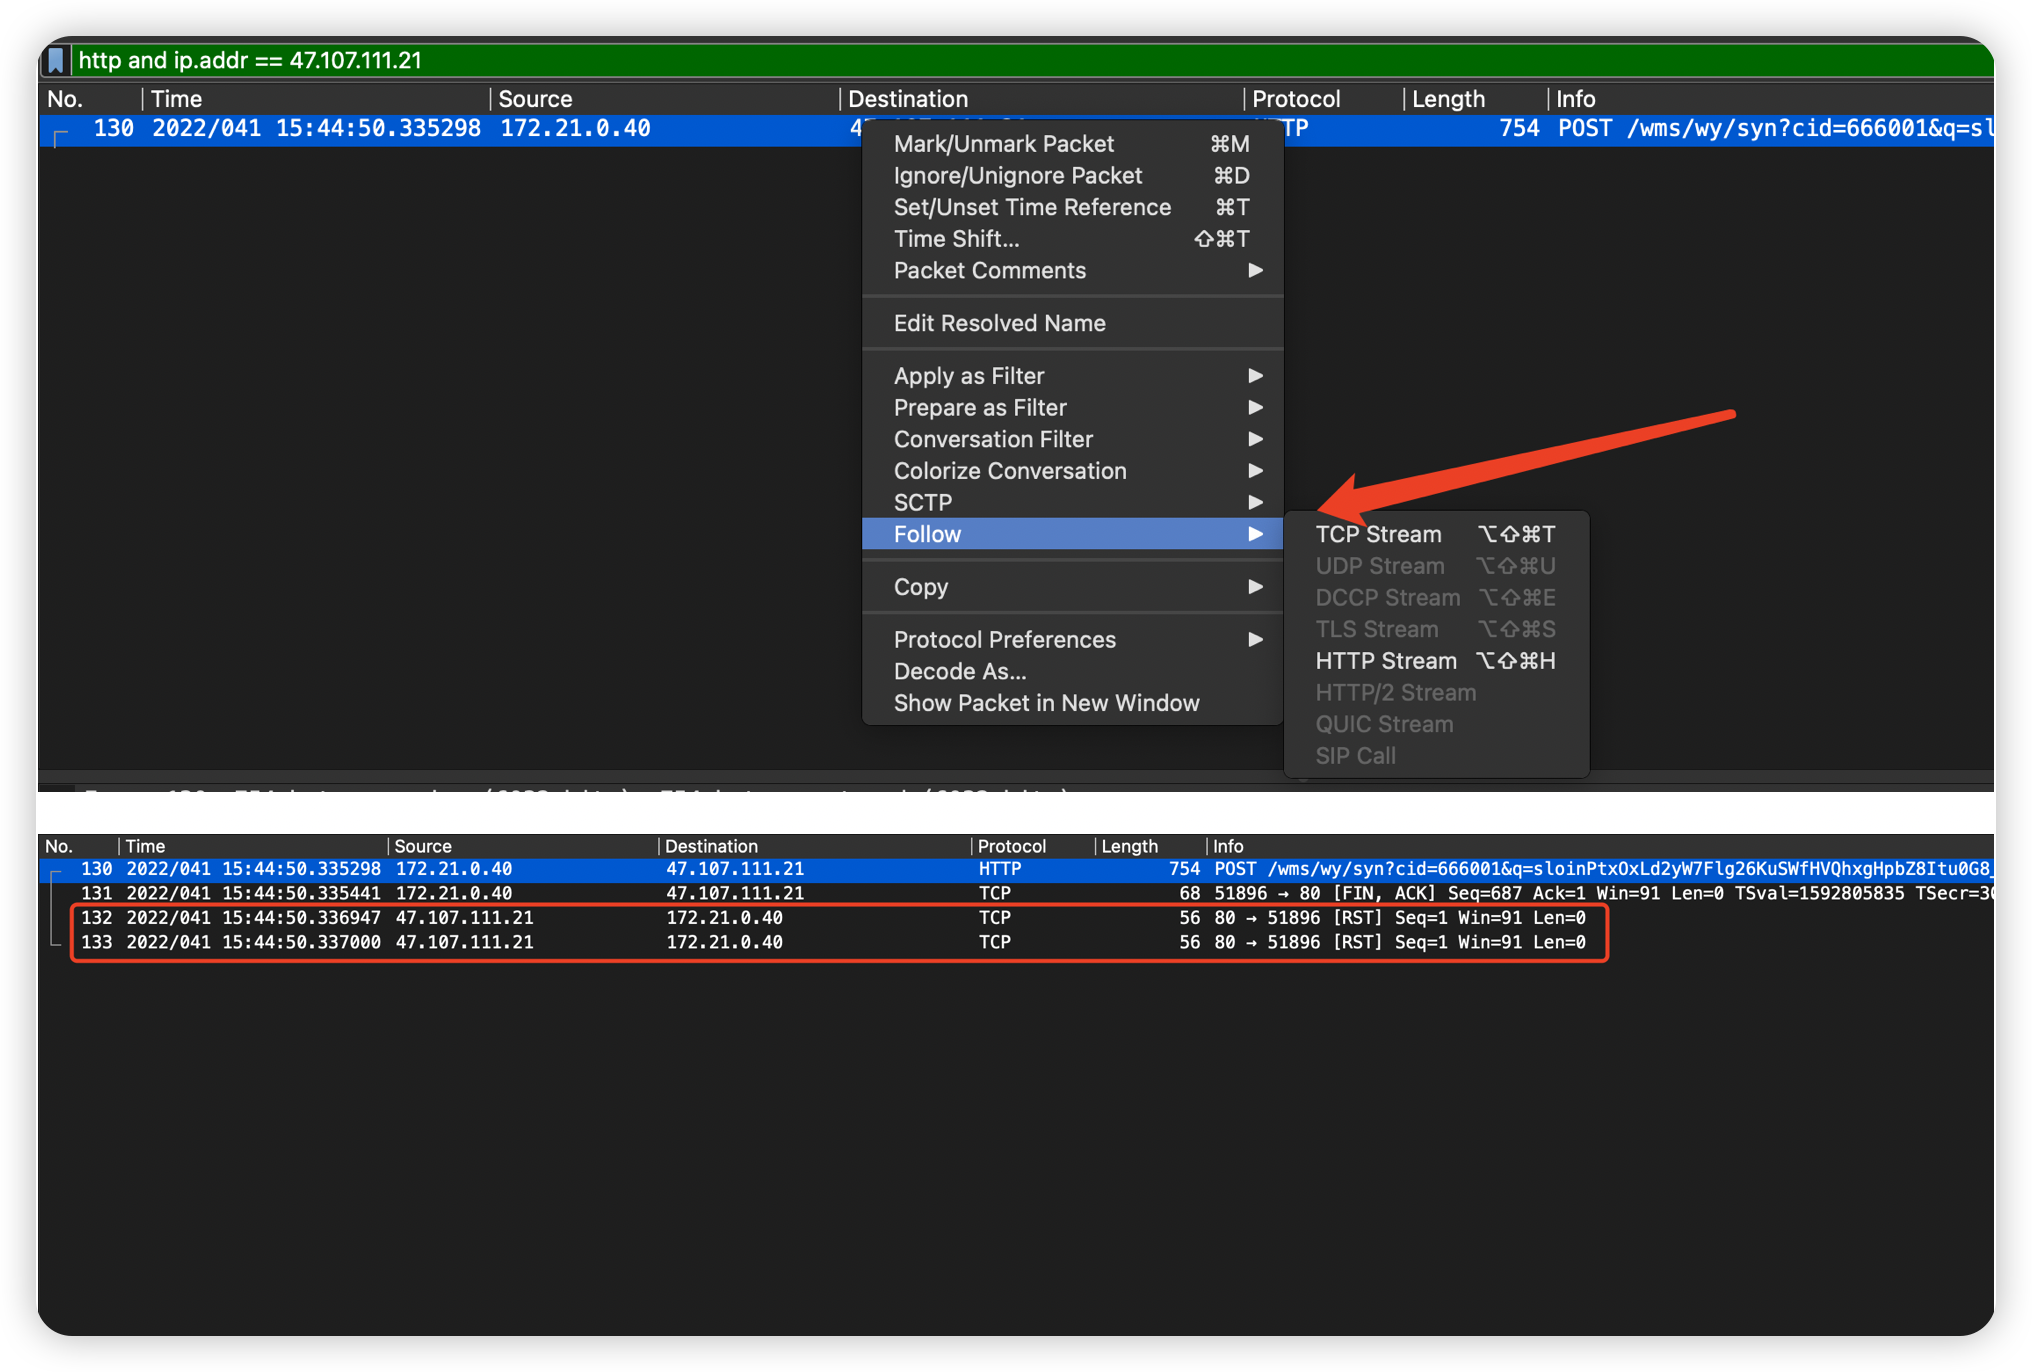 http and ip.addr == 47.107.111.21
No. Time Source Destination Protocol Length Info
130 2022/041 15:44:50.335298 172.21.0.40 754 POST /wms/wy/syn?cid=666001&q=sl
Mark/Unmark Packet ⌘M
Ignore/Unignore Packet ⌘D
Set/Unset Time Reference ⌘T
Time Shift... ⇧⌘T
Packet Comments ▶
Edit Resolved Name
Apply as Filter ▶
Prepare as Filter ▶
Conversation Filter ▶
Colorize Conversation ▶
SCTP ▶
Follow ▶
Copy ▶
Protocol Preferences ▶
Decode As...
Show Packet in New Window
TCP Stream ⌥⇧⌘T
UDP Stream ⌥⇧⌘U
DCCP Stream ⌥⇧⌘E
TLS Stream ⌥⇧⌘S
HTTP Stream ⌥⇧⌘H
HTTP/2 Stream
QUIC Stream
SIP Call
No. Time Source Destination Protocol Length Info
130 2022/041 15:44:50.335298 172.21.0.40 47.107.111.21 HTTP 754 POST /wms/wy/syn?cid=666001&q=sloinPtxOxLd2yW7Flg26KuSWfHVQhxgHpbZ8Itu0G8_
131 2022/041 15:44:50.335441 172.21.0.40 47.107.111.21 TCP 68 51896 → 80 [FIN, ACK] Seq=687 Ack=1 Win=91 Len=0 TSval=1592805835 TSecr=30
132 2022/041 15:44:50.336947 47.107.111.21 172.21.0.40 TCP 56 80 → 51896 [RST] Seq=1 Win=91 Len=0
133 2022/041 15:44:50.337000 47.107.111.21 172.21.0.40 TCP 56 80 → 51896 [RST] Seq=1 Win=91 Len=0